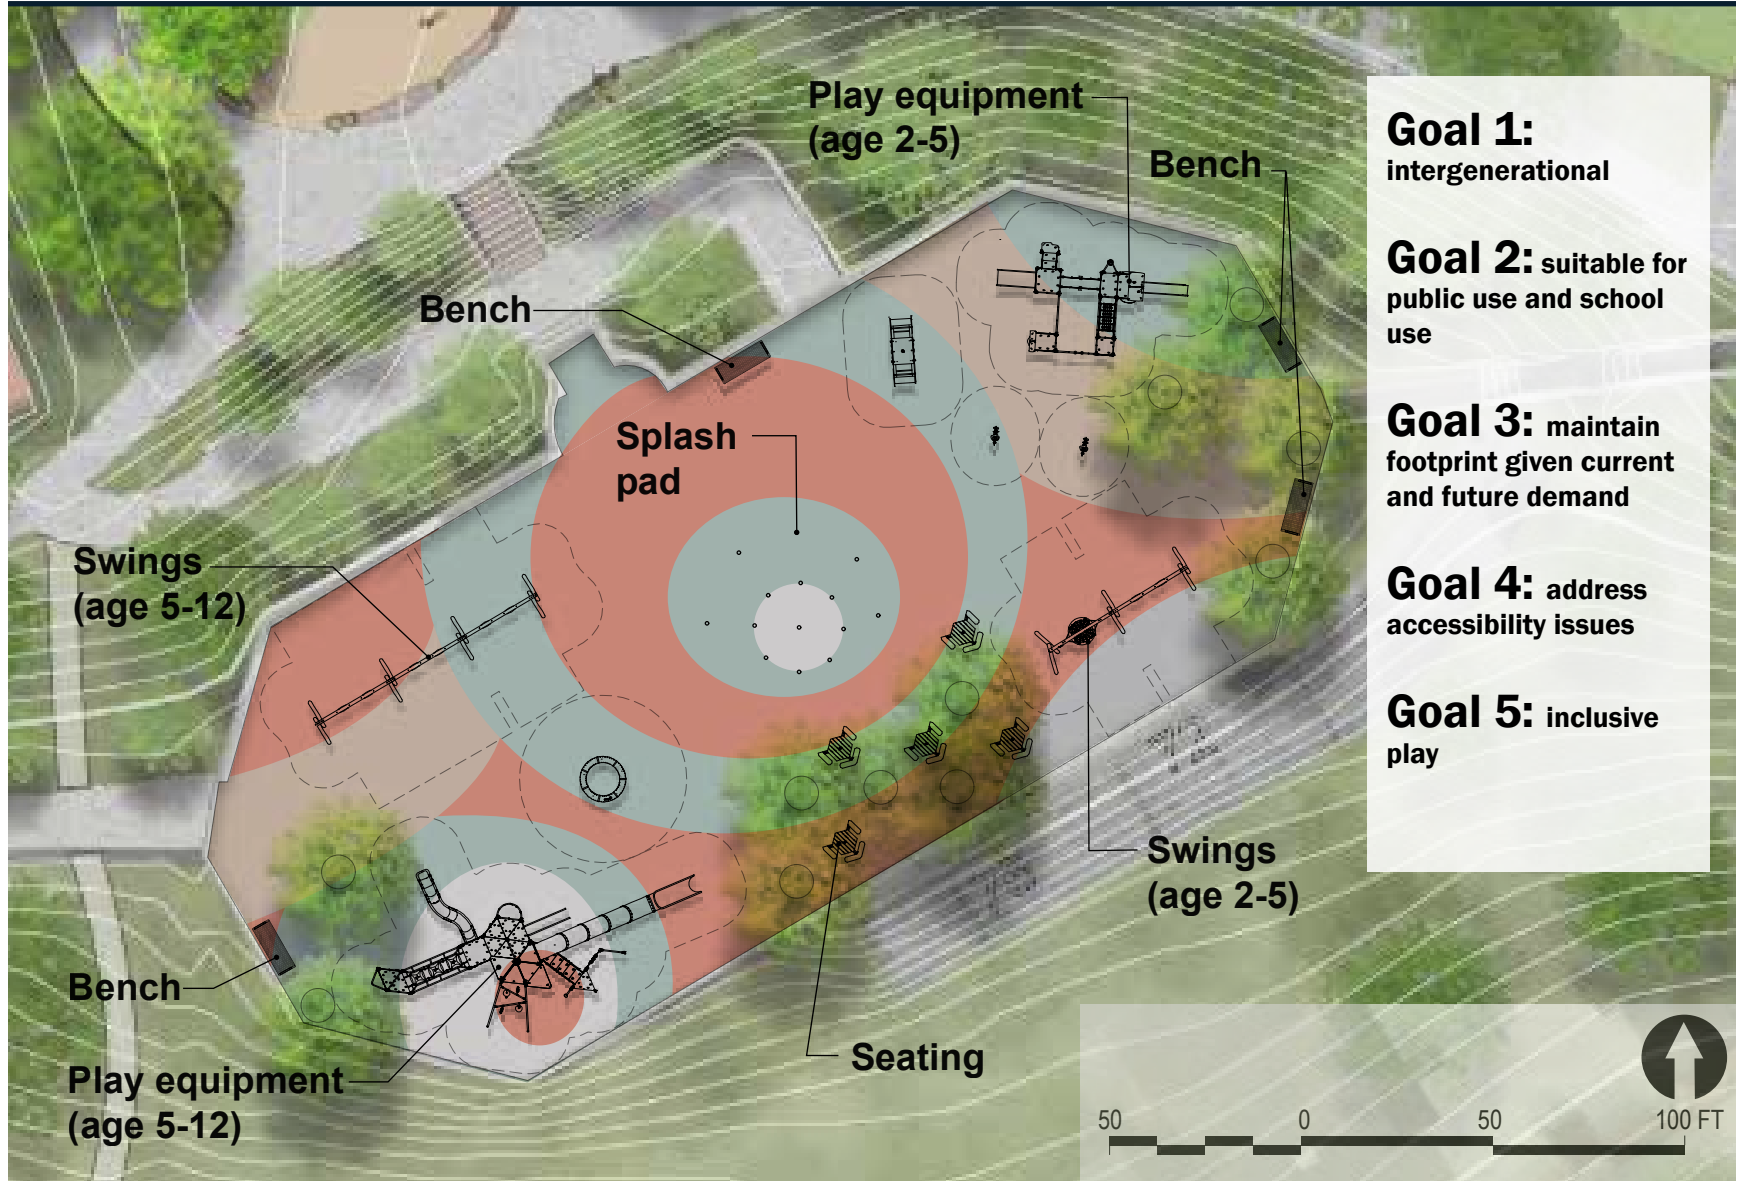 Play equipment
(age 2-5)
Bench
Bench
Splash
pad
Swings
(age 5-12)
Bench
Play equipment
(age 5-12)
Seating
Swings
(age 2-5)
Goal 1:
intergenerational
Goal 2: suitable for
public use and school
use
Goal 3: maintain
footprint given current
and future demand
Goal 4: address
accessibility issues
Goal 5: inclusive
play
50 0 50 100 FT